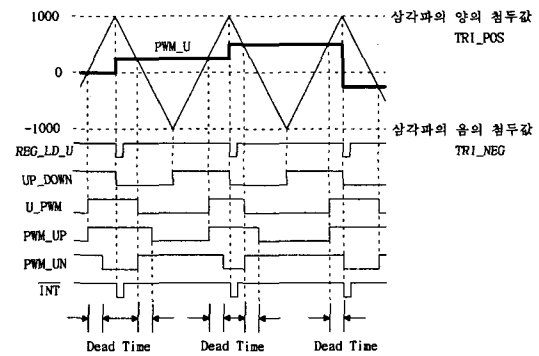 1000
삼각파의 양의 첨두값
TRI_POS
PWM_U
0
-1000
삼각파의 음의 첨두값
TRI_NEG
REG_LD_U
UP_DOWN
U_PWM
PWM_UP
PWM_UN
INT
Dead Time Dead Time Dead Time